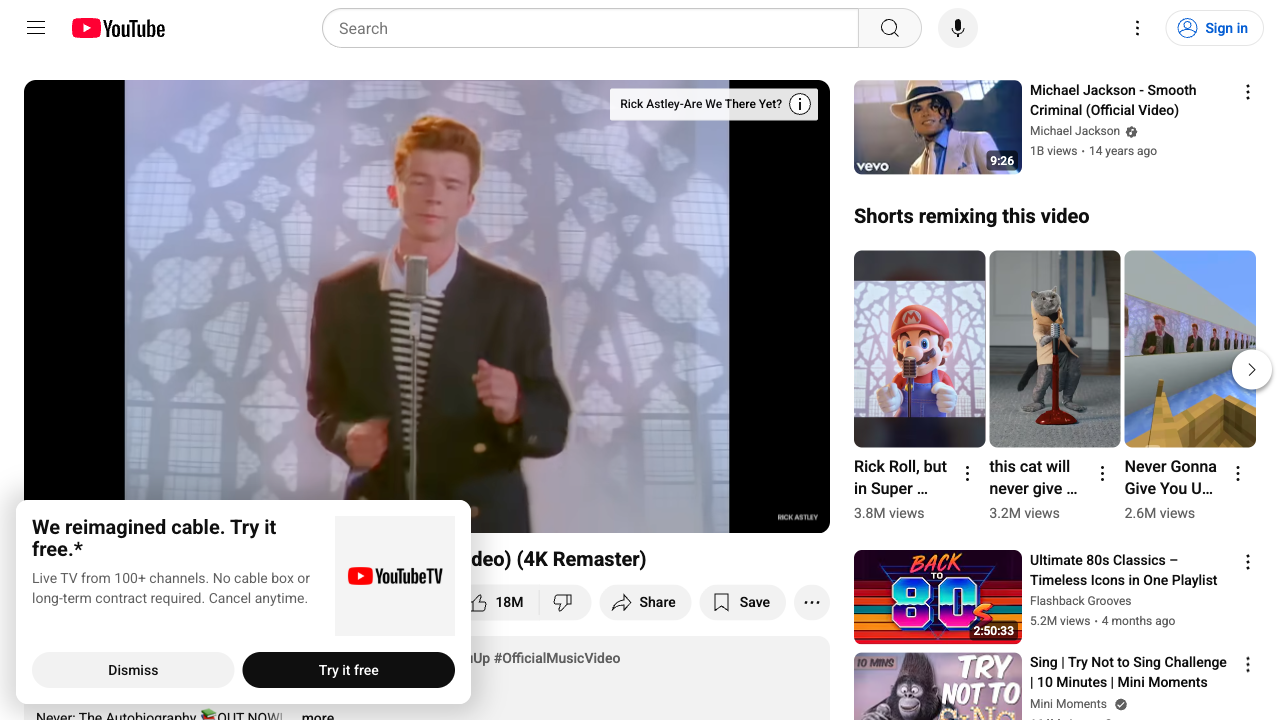 YouTube
Search
Sign in
Rick Astley-Are We There Yet?
RICK ASTLEY
deo) (4K Remaster)
18M
Share
Save
Up #OfficialMusicVideo
Never: The Autobiography 📚OUT NOW!
...more
We reimagined cable. Try it
free.*
Live TV from 100+ channels. No cable box or
long-term contract required. Cancel anytime.
YouTubeTV
Dismiss
Try it free
vevo
9:26
Michael Jackson - Smooth
Criminal (Official Video)
Michael Jackson
1B views • 14 years ago
Shorts remixing this video
Rick Roll, but
in Super …
3.8M views
this cat will
never give …
3.2M views
Never Gonna
Give You U…
2.6M views
BACK
TO
80s
2:50:33
Ultimate 80s Classics –
Timeless Icons in One Playlist
Flashback Grooves
5.2M views • 4 months ago
10 MINS
TRY
NOT TO
Sing | Try Not to Sing Challenge
| 10 Minutes | Mini Moments
Mini Moments